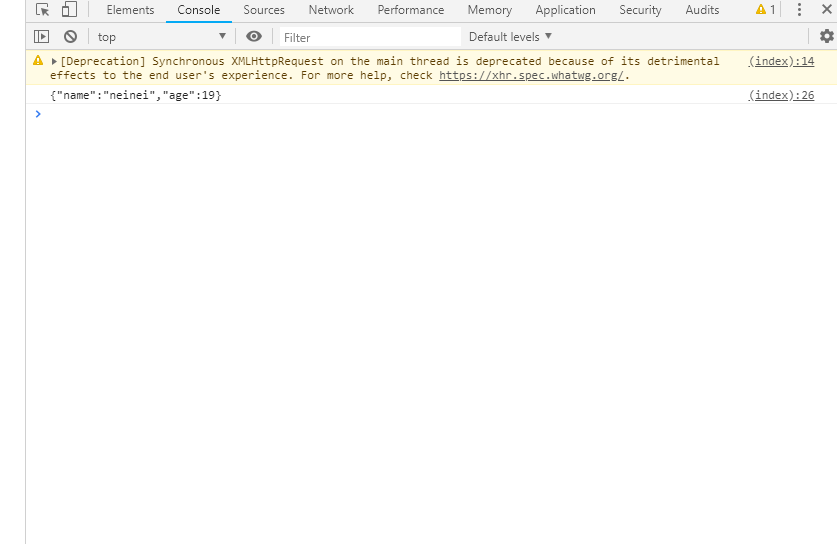 Elements Console Sources Network Performance Memory Application Security Audits 1
top Filter Default levels
[Deprecation] Synchronous XMLHttpRequest on the main thread is deprecated because of its detrimental (index):14
effects to the end user's experience. For more help, check https://xhr.spec.whatwg.org/.
{"name":"neinei","age":19} (index):26